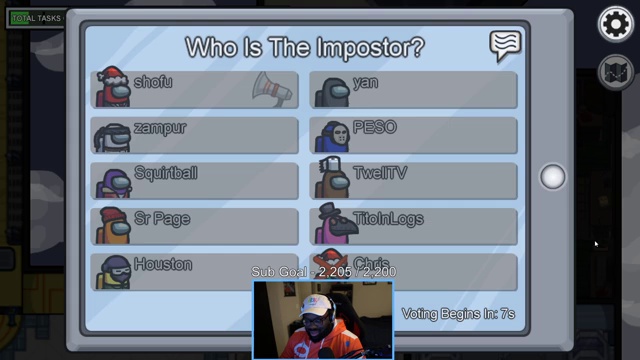 TOTAL TASKS
Who Is The Impostor?
shofu
yan
zampur
PESO
Squirtball
TwellTV
Sr Page
TitoInLogs
Houston
Chris
Sub Goal - 2,205 / 2,200
Voting Begins In: 7s